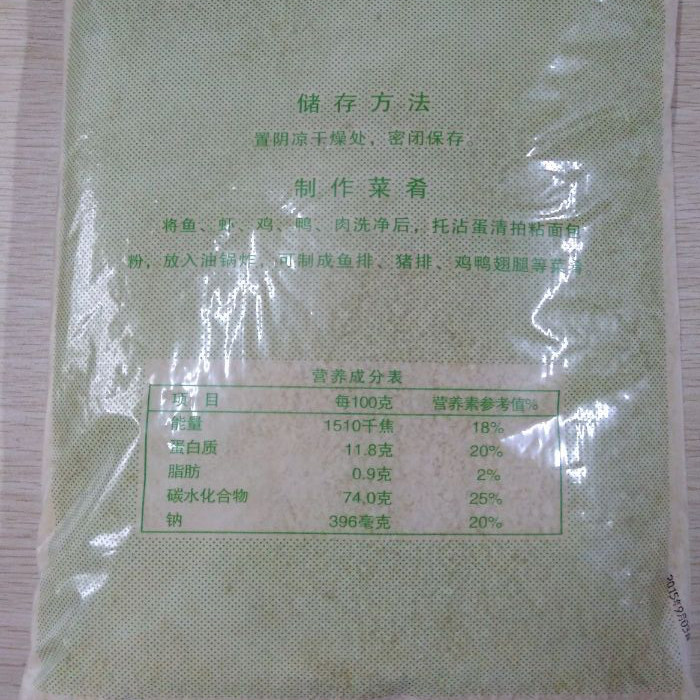 储存方法
置阴凉干燥处，密闭保存
制作菜肴
将鱼、虾、鸡、鸭、肉洗净后，托沾蛋清拍粘面包
粉，放入油锅炸，可制成鱼排、猪排、鸡鸭翅腿等菜肴
营养成分表
项 目 每100克 营养素参考值%
能量 1510千焦 18%
蛋白质 11.8克 20%
脂肪 0.9克 2%
碳水化合物 74.0克 25%
钠 396毫克 20%